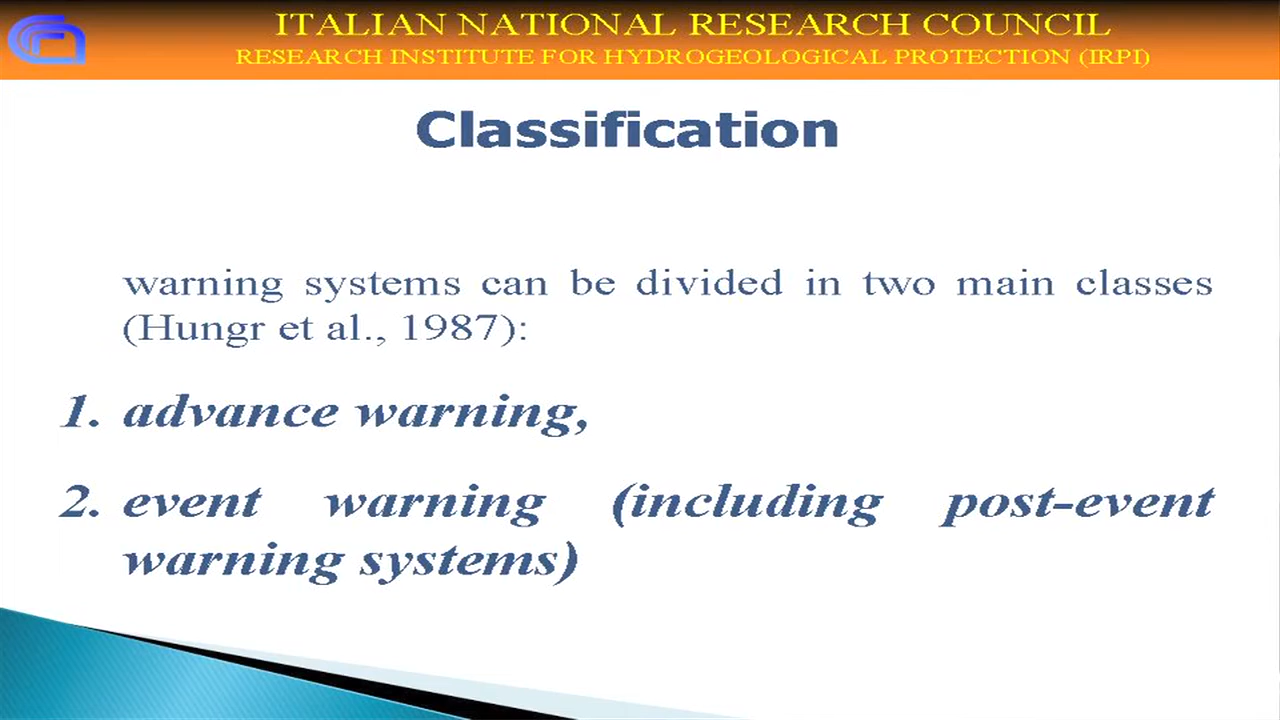 ITALIAN NATIONAL RESEARCH COUNCIL
RESEARCH INSTITUTE FOR HYDROGEOLOGICAL PROTECTION (IRPI)
Classification
warning systems can be divided in two main classes
(Hungr et al., 1987):
1. advance warning,
2. event warning (including post-event
warning systems)